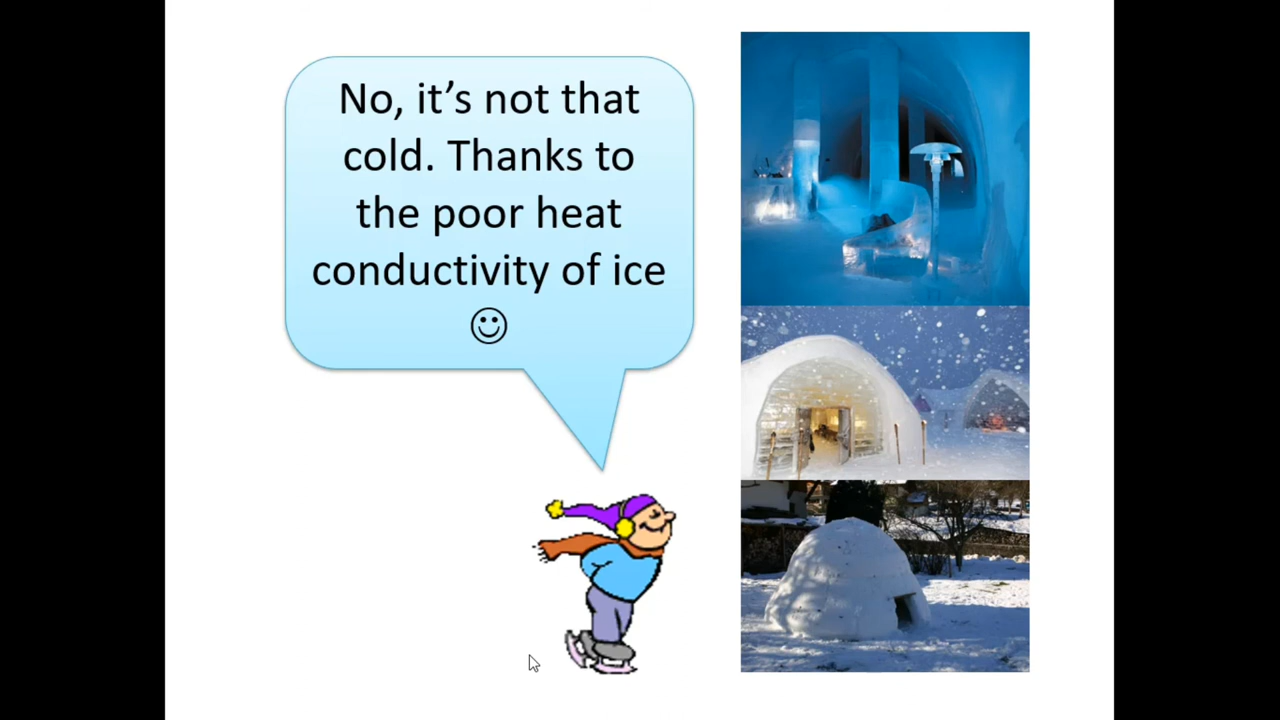 No, it’s not that
cold. Thanks to
the poor heat
conductivity of ice
☺